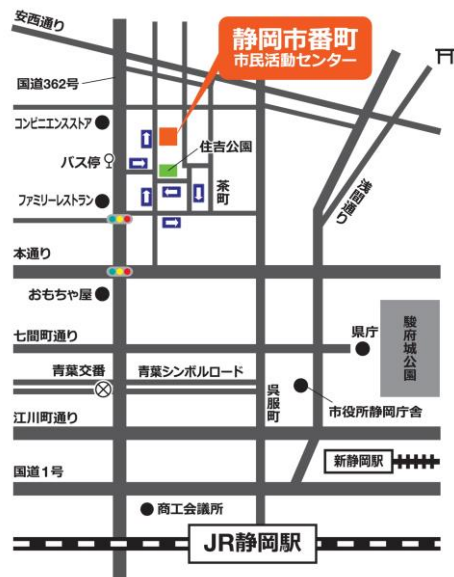 安西通り
静岡市番町
市民活動センター
国道362号
コンビニエンスストア
住吉公園
バス停
茶町
ファミリーレストラン
浅間通り
本通り
おもちゃ屋
七間町通り
県庁
駿府城公園
青葉交番
青葉シンボルロード
呉服町
市役所静岡庁舎
江川町通り
新静岡駅
国道1号
商工会議所
JR静岡駅